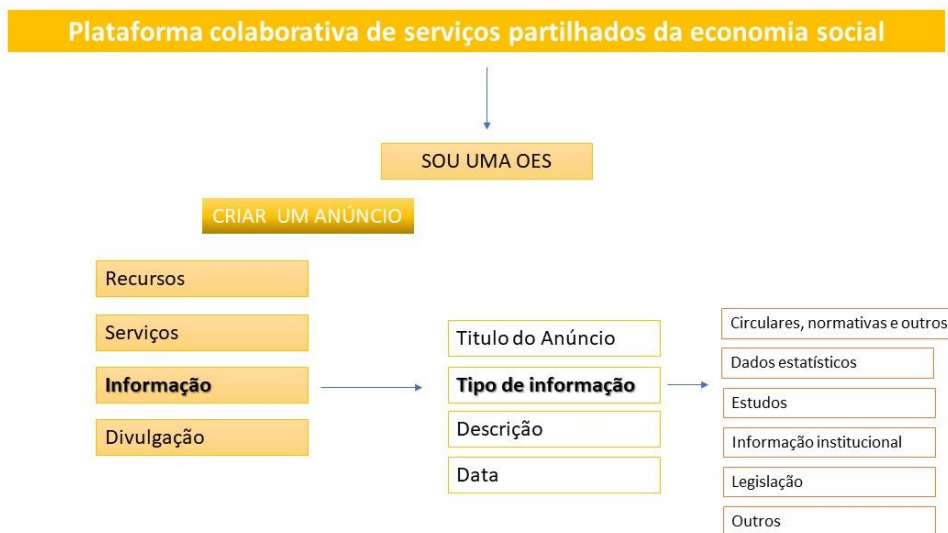 Plataforma colaborativa de serviços partilhados da economia social
SOU UMA OES
CRIAR UM ANÚNCIO
Recursos
Serviços
Informação
Divulgação
Titulo do Anúncio
Tipo de informação
Descrição
Data
Circulares, normativas e outros
Dados estatísticos
Estudos
Informação institucional
Legislação
Outros